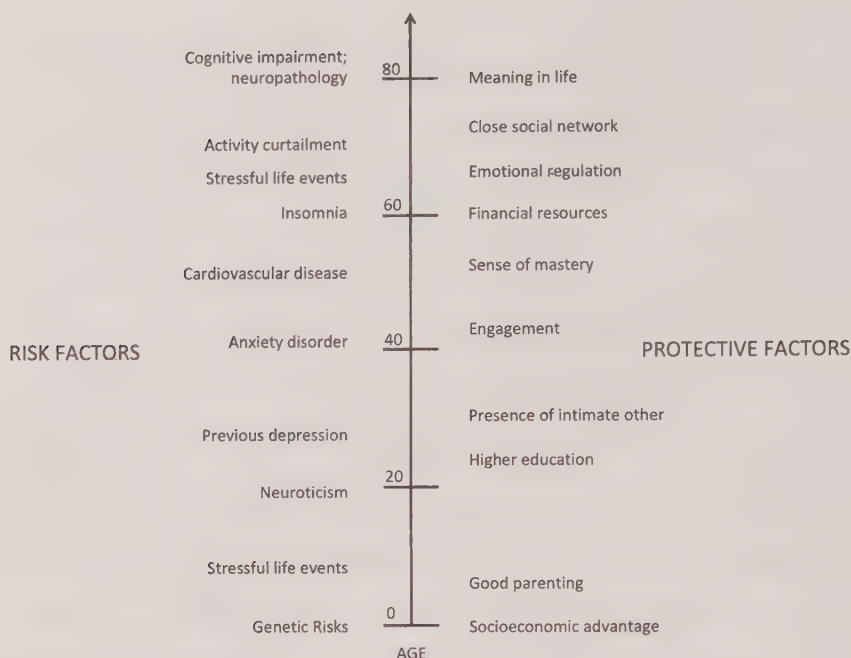 Cognitive impairment;
neuropathology
80
Meaning in life
Close social network
Activity curtailment
Emotional regulation
Stressful life events
Insomnia
60
Financial resources
Cardiovascular disease
Sense of mastery
RISK FACTORS
Anxiety disorder
40
Engagement
PROTECTIVE FACTORS
Presence of intimate other
Previous depression
Higher education
20
Neuroticism
Stressful life events
Good parenting
0
Genetic Risks
Socioeconomic advantage
AGE